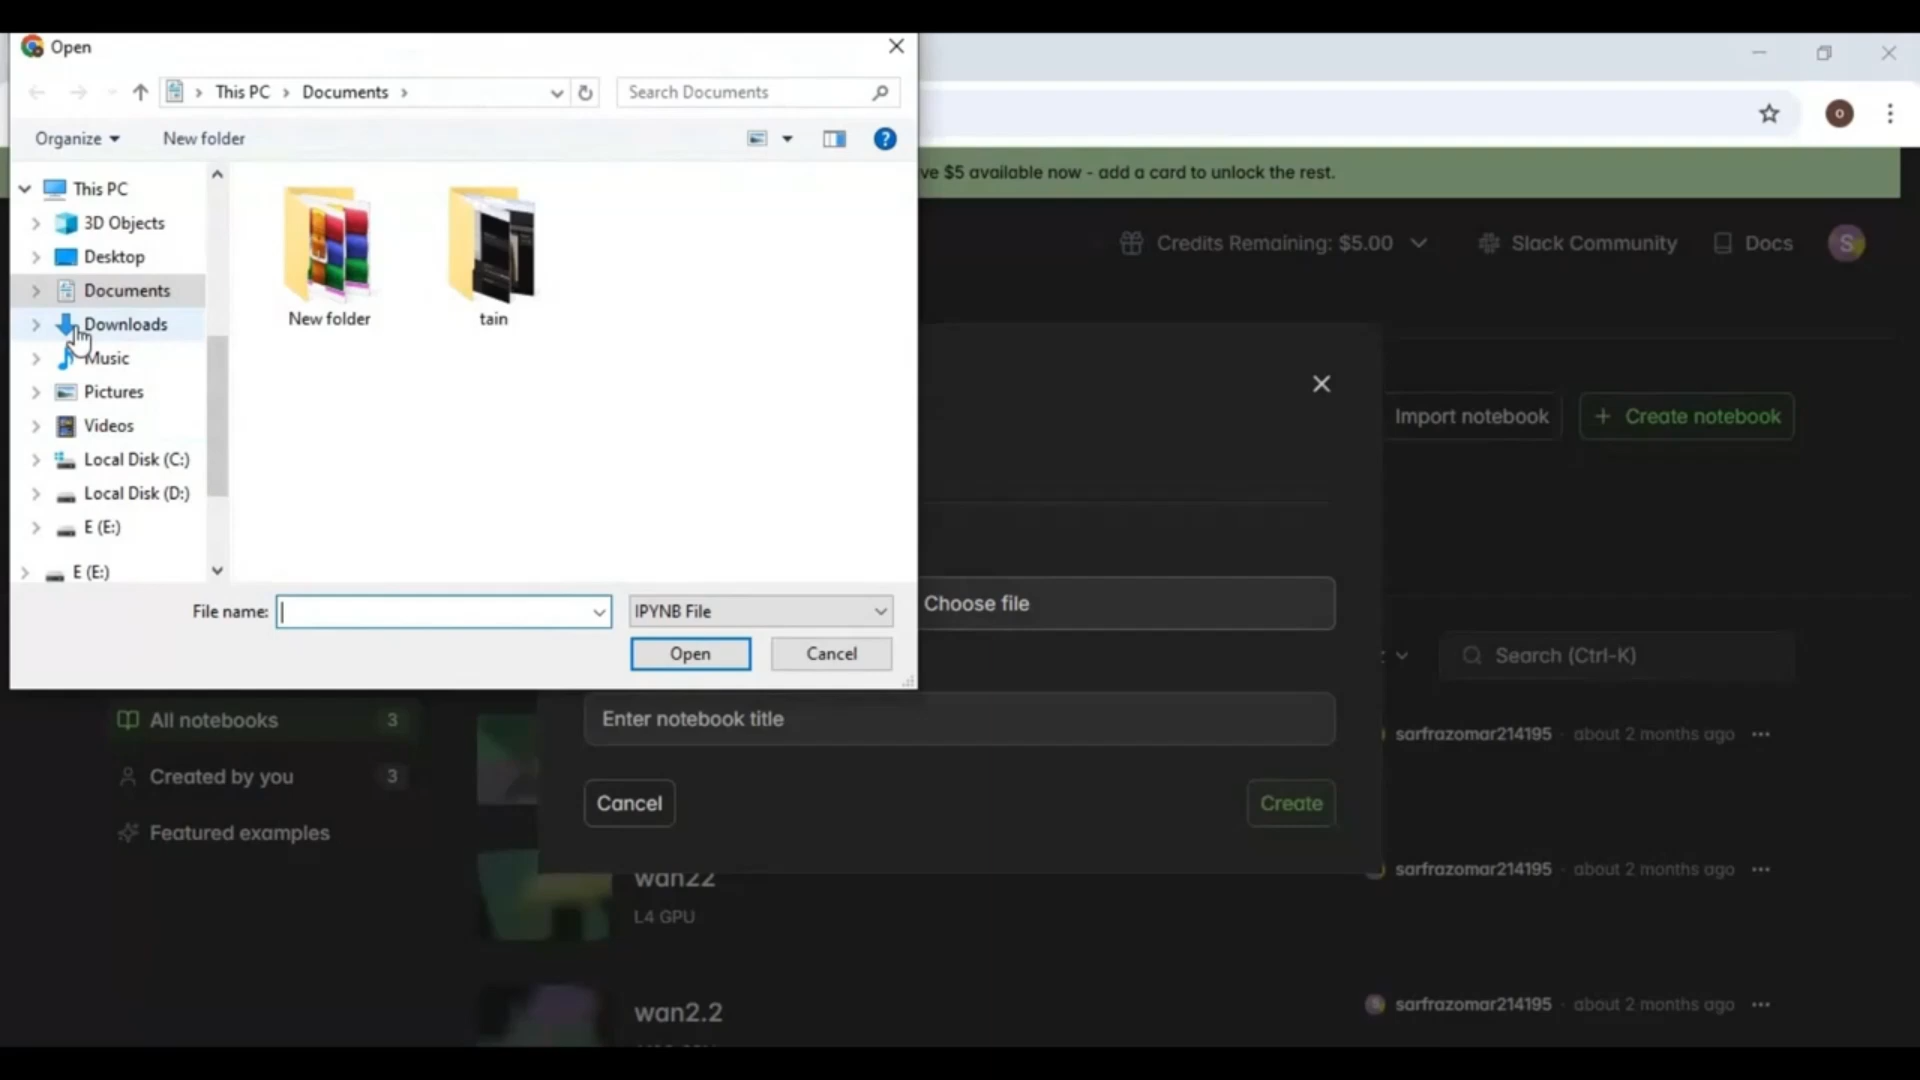 Open
This PC > Documents >
Search Documents
Organize
New folder
This PC
3D Objects
Desktop
Documents
Downloads
Music
Pictures
Videos
Local Disk (C:)
Local Disk (D:)
E (E:)
E (E:)
New folder
tain
File name:
IPYNB File
Open
Cancel
ve $5 available now - add a card to unlock the rest.
Credits Remaining: $5.00
Slack Community
Docs
S
o
Import notebook
+ Create notebook
Choose file
Search (Ctrl-K)
Enter notebook title
Cancel
Create
All notebooks 3
Created by you 3
Featured examples
sarfrazomar214195 · about 2 months ago
wan22
L4 GPU
sarfrazomar214195 · about 2 months ago
wan2.2
sarfrazomar214195 · about 2 months ago